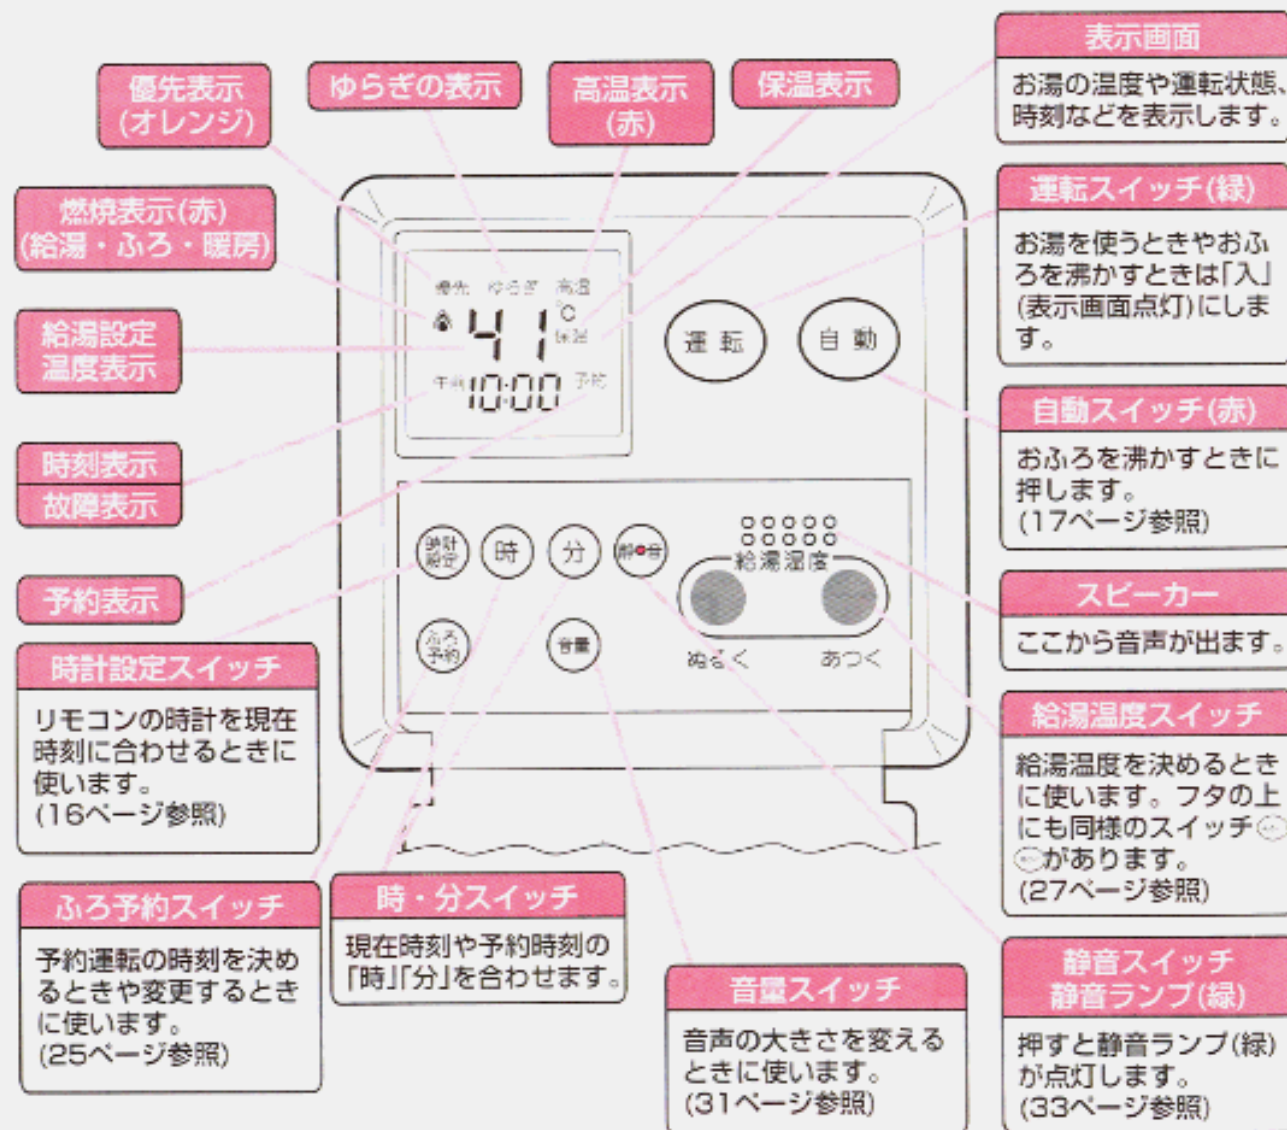 優先表示
(オレンジ)
ゆらぎの表示
高温表示
(赤)
保温表示
表示画面
お湯の温度や運転状態、
時刻などを表示します。
燃焼表示(赤)
(給湯・ふろ・暖房)
給湯設定
温度表示
時刻表示
故障表示
予約表示
優先 ゆらぎ 高温
41
℃
保温
午前
10:00
予約
運転
自動
運転スイッチ(緑)
お湯を使うときやおふ
ろを沸かすときは「入」
(表示画面点灯)にしま
す。
自動スイッチ(赤)
おふろを沸かすときに
押します。
(17ページ参照)
時計
設定
時
分
静音
給湯温度
ふろ
予約
音量
ぬるく
あつく
スピーカー
ここから音声が出ます。
時計設定スイッチ
リモコンの時計を現在
時刻に合わせるときに
使います。
(16ページ参照)
給湯温度スイッチ
給湯温度を決めるとき
に使います。フタの上
にも同様のスイッチ
があります。
(27ページ参照)
ふろ予約スイッチ
予約運転の時刻を決め
るときや変更するとき
に使います。
(25ページ参照)
時・分スイッチ
現在時刻や予約時刻の
「時」「分」を合わせます。
音量スイッチ
音声の大きさを変える
ときに使います。
(31ページ参照)
静音スイッチ
静音ランプ(緑)
押すと静音ランプ(緑)
が点灯します。
(33ページ参照)